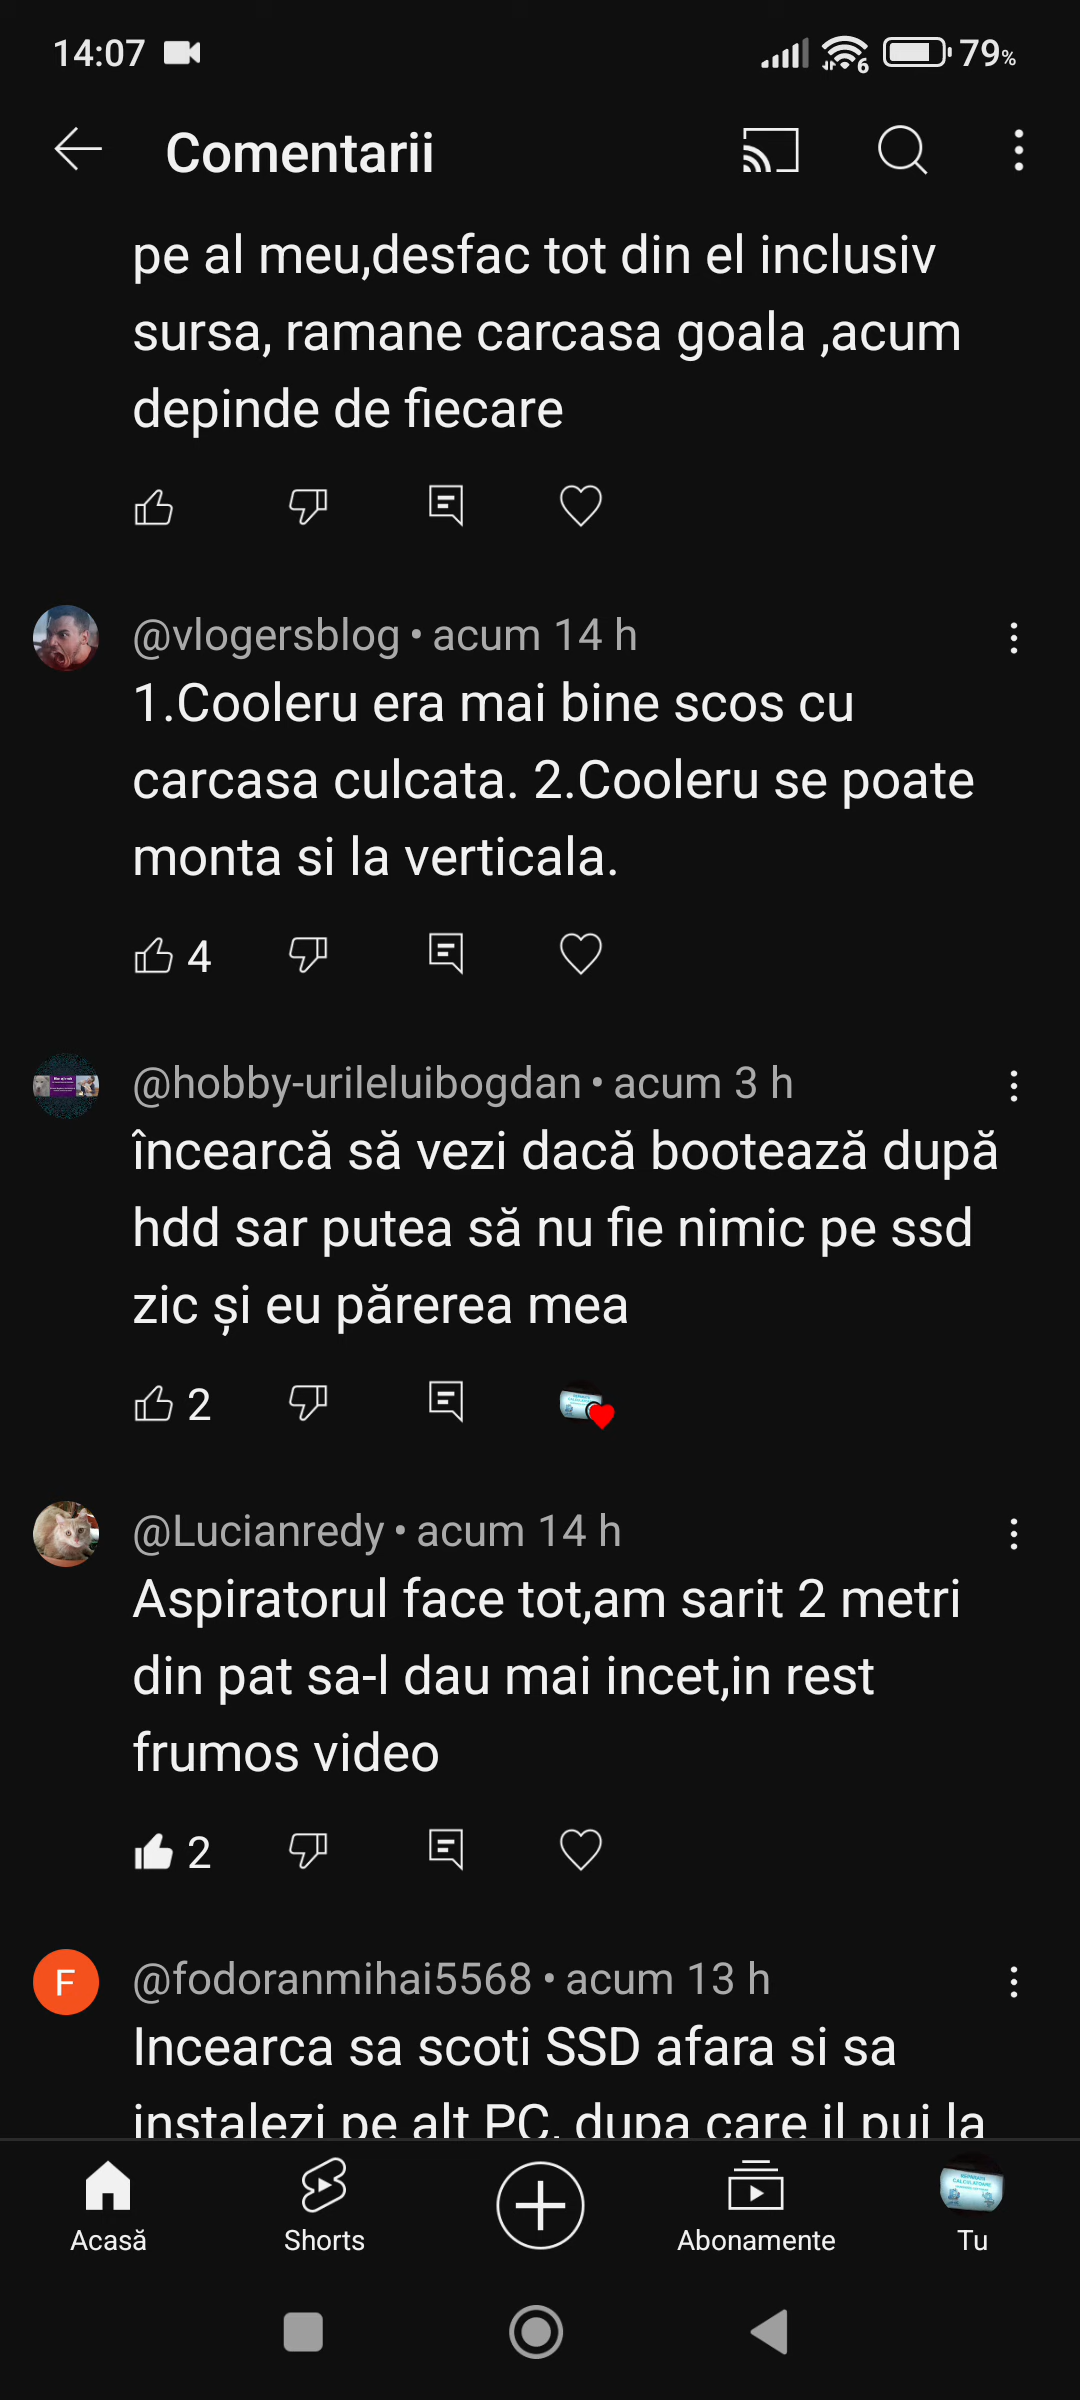 14:07
79%
Comentarii
pe al meu,desfac tot din el inclusiv
sursa, ramane carcasa goala ,acum
depinde de fiecare
@vlogersblog • acum 14 h
1.Cooleru era mai bine scos cu
carcasa culcata. 2.Cooleru se poate
monta si la verticala.
4
@hobby-urileluibogdan • acum 3 h
încearcă să vezi dacă bootează după
hdd sar putea să nu fie nimic pe ssd
zic și eu părerea mea
2
@Lucianredy • acum 14 h
Aspiratorul face tot,am sarit 2 metri
din pat sa-l dau mai incet,in rest
frumos video
2
F
@fodoranmihai5568 • acum 13 h
Incearca sa scoti SSD afara si sa
instalezi pe alt PC. dupa care il pui la
Acasă
Shorts
Abonamente
Tu